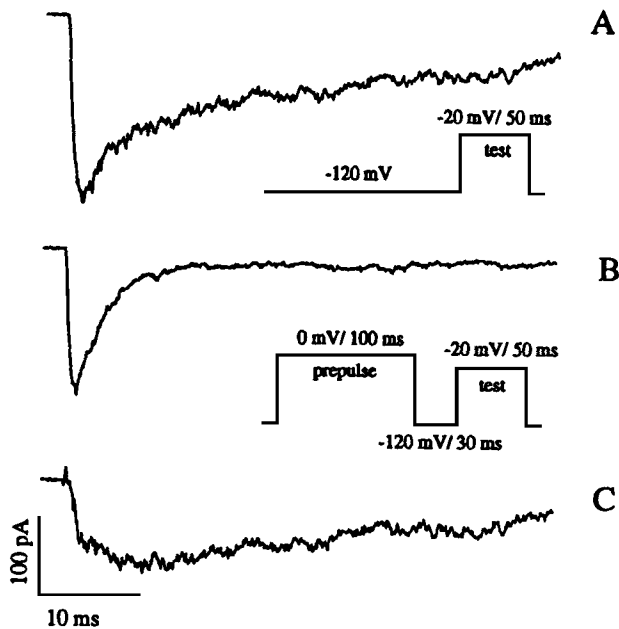 A
-20 mV/ 50 ms
test
-120 mV
B
0 mV/ 100 ms
prepulse
-20 mV/ 50 ms
test
-120 mV/ 30 ms
C
100 pA
10 ms